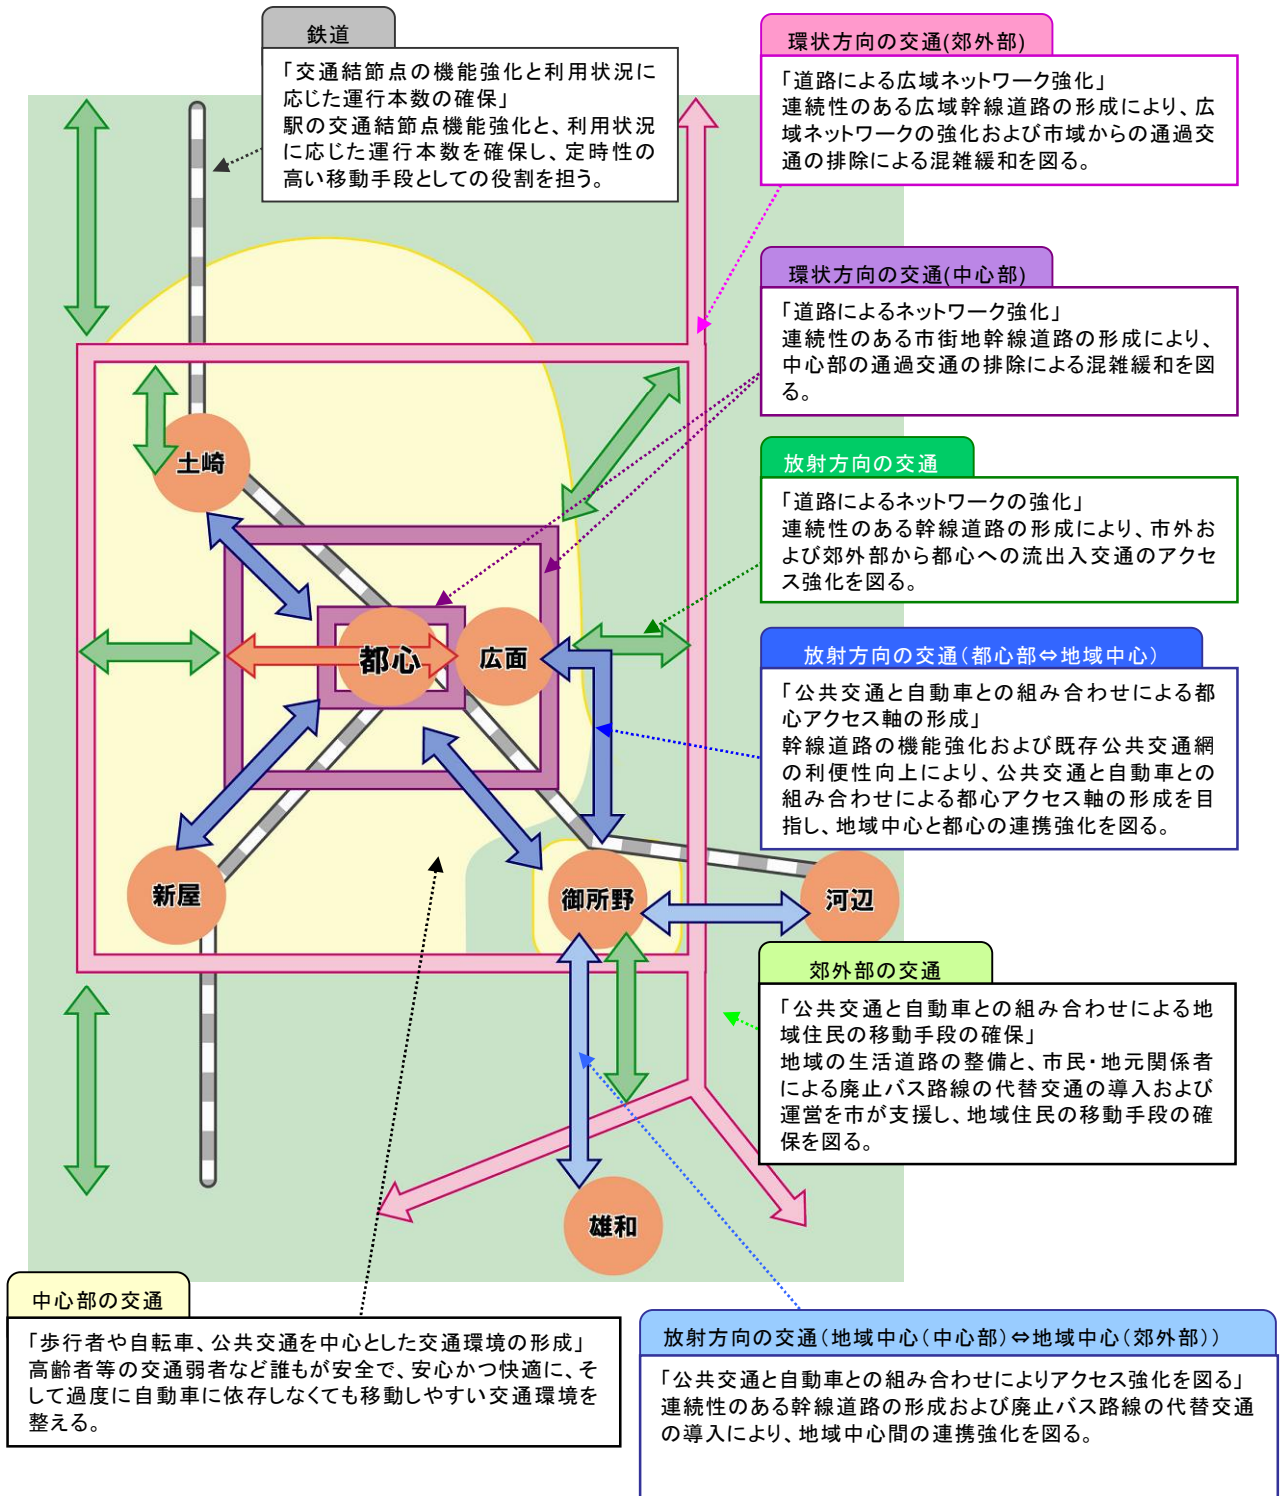 鉄道
「交通結節点の機能強化と利用状況に
応じた運行本数の確保」
駅の交通結節点機能強化と、利用状況
に応じた運行本数を確保し、定時性の
高い移動手段としての役割を担う。
環状方向の交通(郊外部)
「道路による広域ネットワーク強化」
連続性のある広域幹線道路の形成により、広
域ネットワークの強化および市域からの通過交
通の排除による混雑緩和を図る。
環状方向の交通(中心部)
「道路によるネットワーク強化」
連続性のある市街地幹線道路の形成により、
中心部の通過交通の排除による混雑緩和を図
る。
放射方向の交通
「道路によるネットワークの強化」
連続性のある幹線道路の形成により、市外お
よび郊外部から都心への流出入交通のアクセ
ス強化を図る。
放射方向の交通(都心部⇔地域中心)
「公共交通と自動車との組み合わせによる都
心アクセス軸の形成」
幹線道路の機能強化および既存公共交通網
の利便性向上により、公共交通と自動車との
組み合わせによる都心アクセス軸の形成を目
指し、地域中心と都心の連携強化を図る。
土崎
都心
広面
新屋
御所野
河辺
雄和
郊外部の交通
「公共交通と自動車との組み合わせによる地
域住民の移動手段の確保」
地域の生活道路の整備と、市民・地元関係者
による廃止バス路線の代替交通の導入および
運営を市が支援し、地域住民の移動手段の確
保を図る。
中心部の交通
「歩行者や自転車、公共交通を中心とした交通環境の形成」
高齢者等の交通弱者など誰もが安全で、安心かつ快適に、そ
して過度に自動車に依存しなくても移動しやすい交通環境を
整える。
放射方向の交通(地域中心(中心部)⇔地域中心(郊外部))
「公共交通と自動車との組み合わせによりアクセス強化を図る」
連続性のある幹線道路の形成および廃止バス路線の代替交通
の導入により、地域中心間の連携強化を図る。